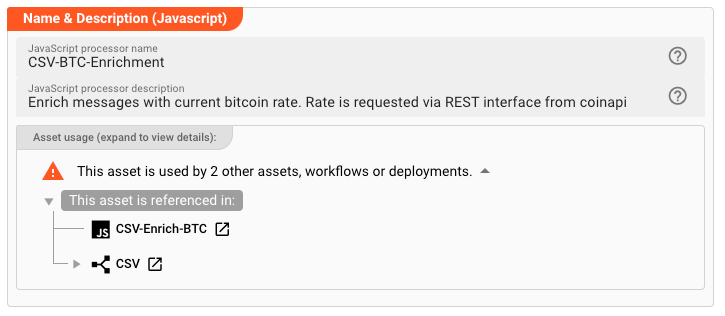 Name & Description (Javascript)
JavaScript processor name
CSV-BTC-Enrichment
JavaScript processor description
Enrich messages with current bitcoin rate. Rate is requested via REST interface from coinapi
Asset usage (expand to view details):
This asset is used by 2 other assets, workflows or deployments.
This asset is referenced in:
JS CSV-Enrich-BTC
CSV